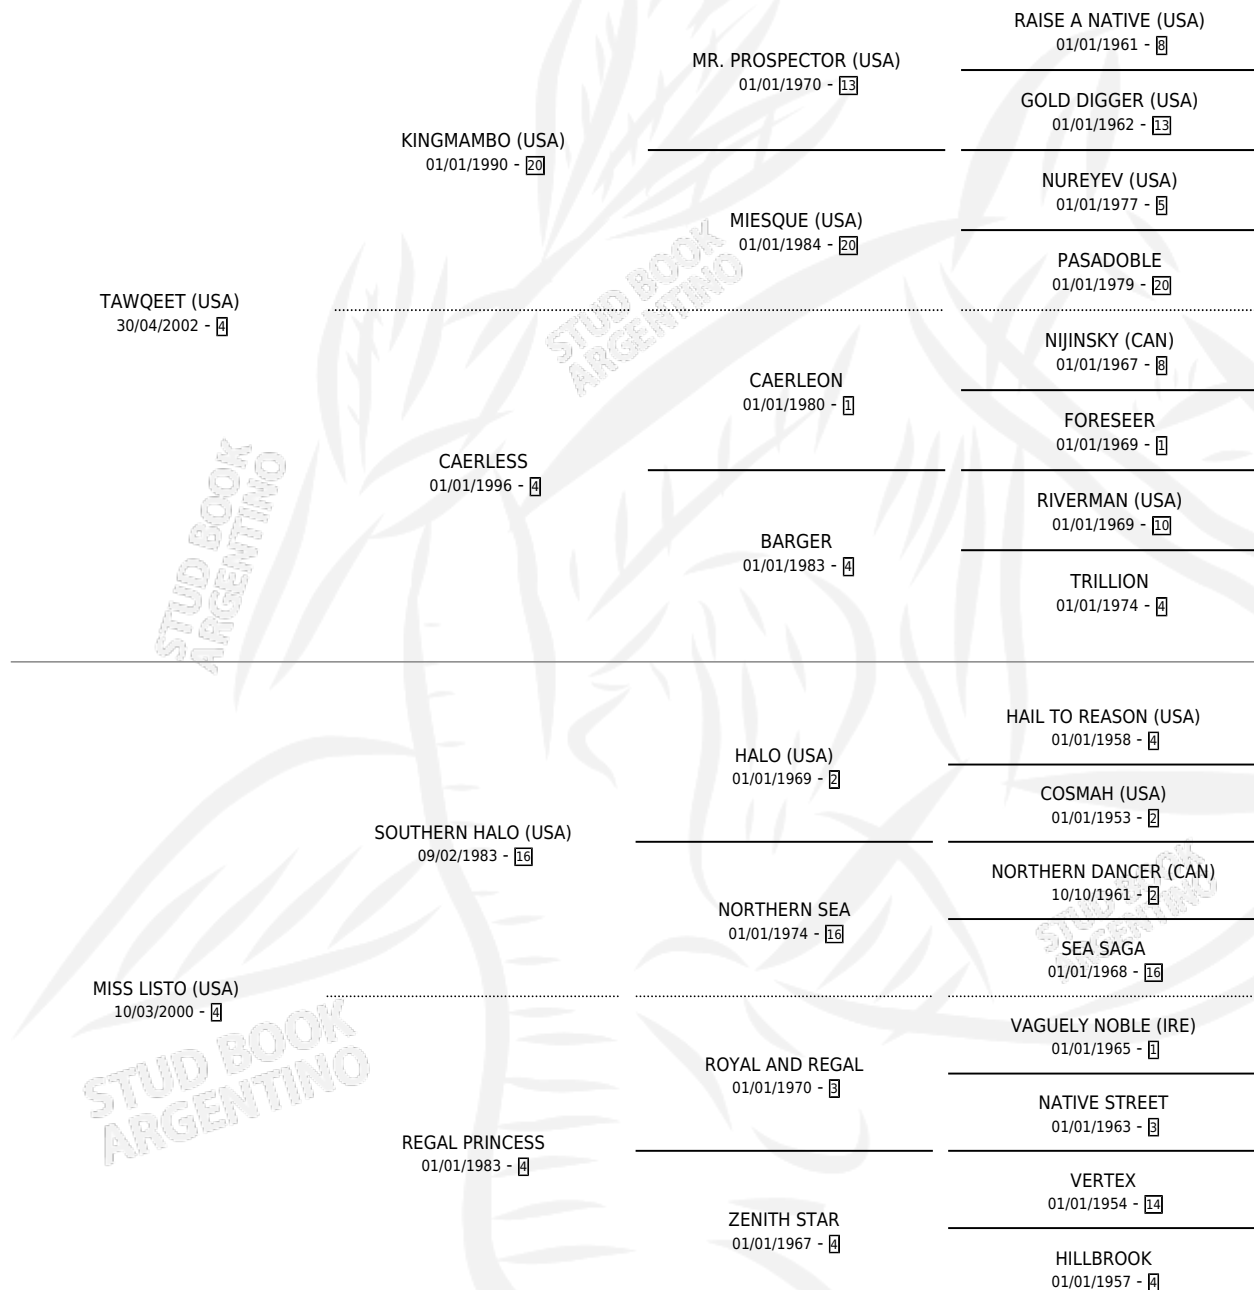 RAISE A NATIVE (USA)
01/01/1961 - 8
MR. PROSPECTOR (USA)
01/01/1970 - 13
GOLD DIGGER (USA)
01/01/1962 - 13
KINGMAMBO (USA)
01/01/1990 - 20
NUREYEV (USA)
01/01/1977 - 5
MIESQUE (USA)
01/01/1984 - 20
PASADOBLE
01/01/1979 - 20
TAWQEET (USA)
30/04/2002 - 4
NIJINSKY (CAN)
01/01/1967 - 8
CAERLEON
01/01/1980 - 1
FORESEER
01/01/1969 - 1
CAERLESS
01/01/1996 - 4
RIVERMAN (USA)
01/01/1969 - 10
BARGER
01/01/1983 - 4
TRILLION
01/01/1974 - 4
HAIL TO REASON (USA)
01/01/1958 - 4
HALO (USA)
01/01/1969 - 2
COSMAH (USA)
01/01/1953 - 2
SOUTHERN HALO (USA)
09/02/1983 - 16
NORTHERN DANCER (CAN)
10/10/1961 - 2
NORTHERN SEA
01/01/1974 - 16
SEA SAGA
01/01/1968 - 16
MISS LISTO (USA)
10/03/2000 - 4
VAGUELY NOBLE (IRE)
01/01/1965 - 1
ROYAL AND REGAL
01/01/1970 - 3
NATIVE STREET
01/01/1963 - 3
REGAL PRINCESS
01/01/1983 - 4
VERTEX
01/01/1954 - 14
ZENITH STAR
01/01/1967 - 4
HILLBROOK
01/01/1957 - 4
STUD BOOK
ARGENTINO
STUD BOOK
ARGENTINO
STUD BOOK
ARGENTINO
STUD BOOK
ARGENTINO